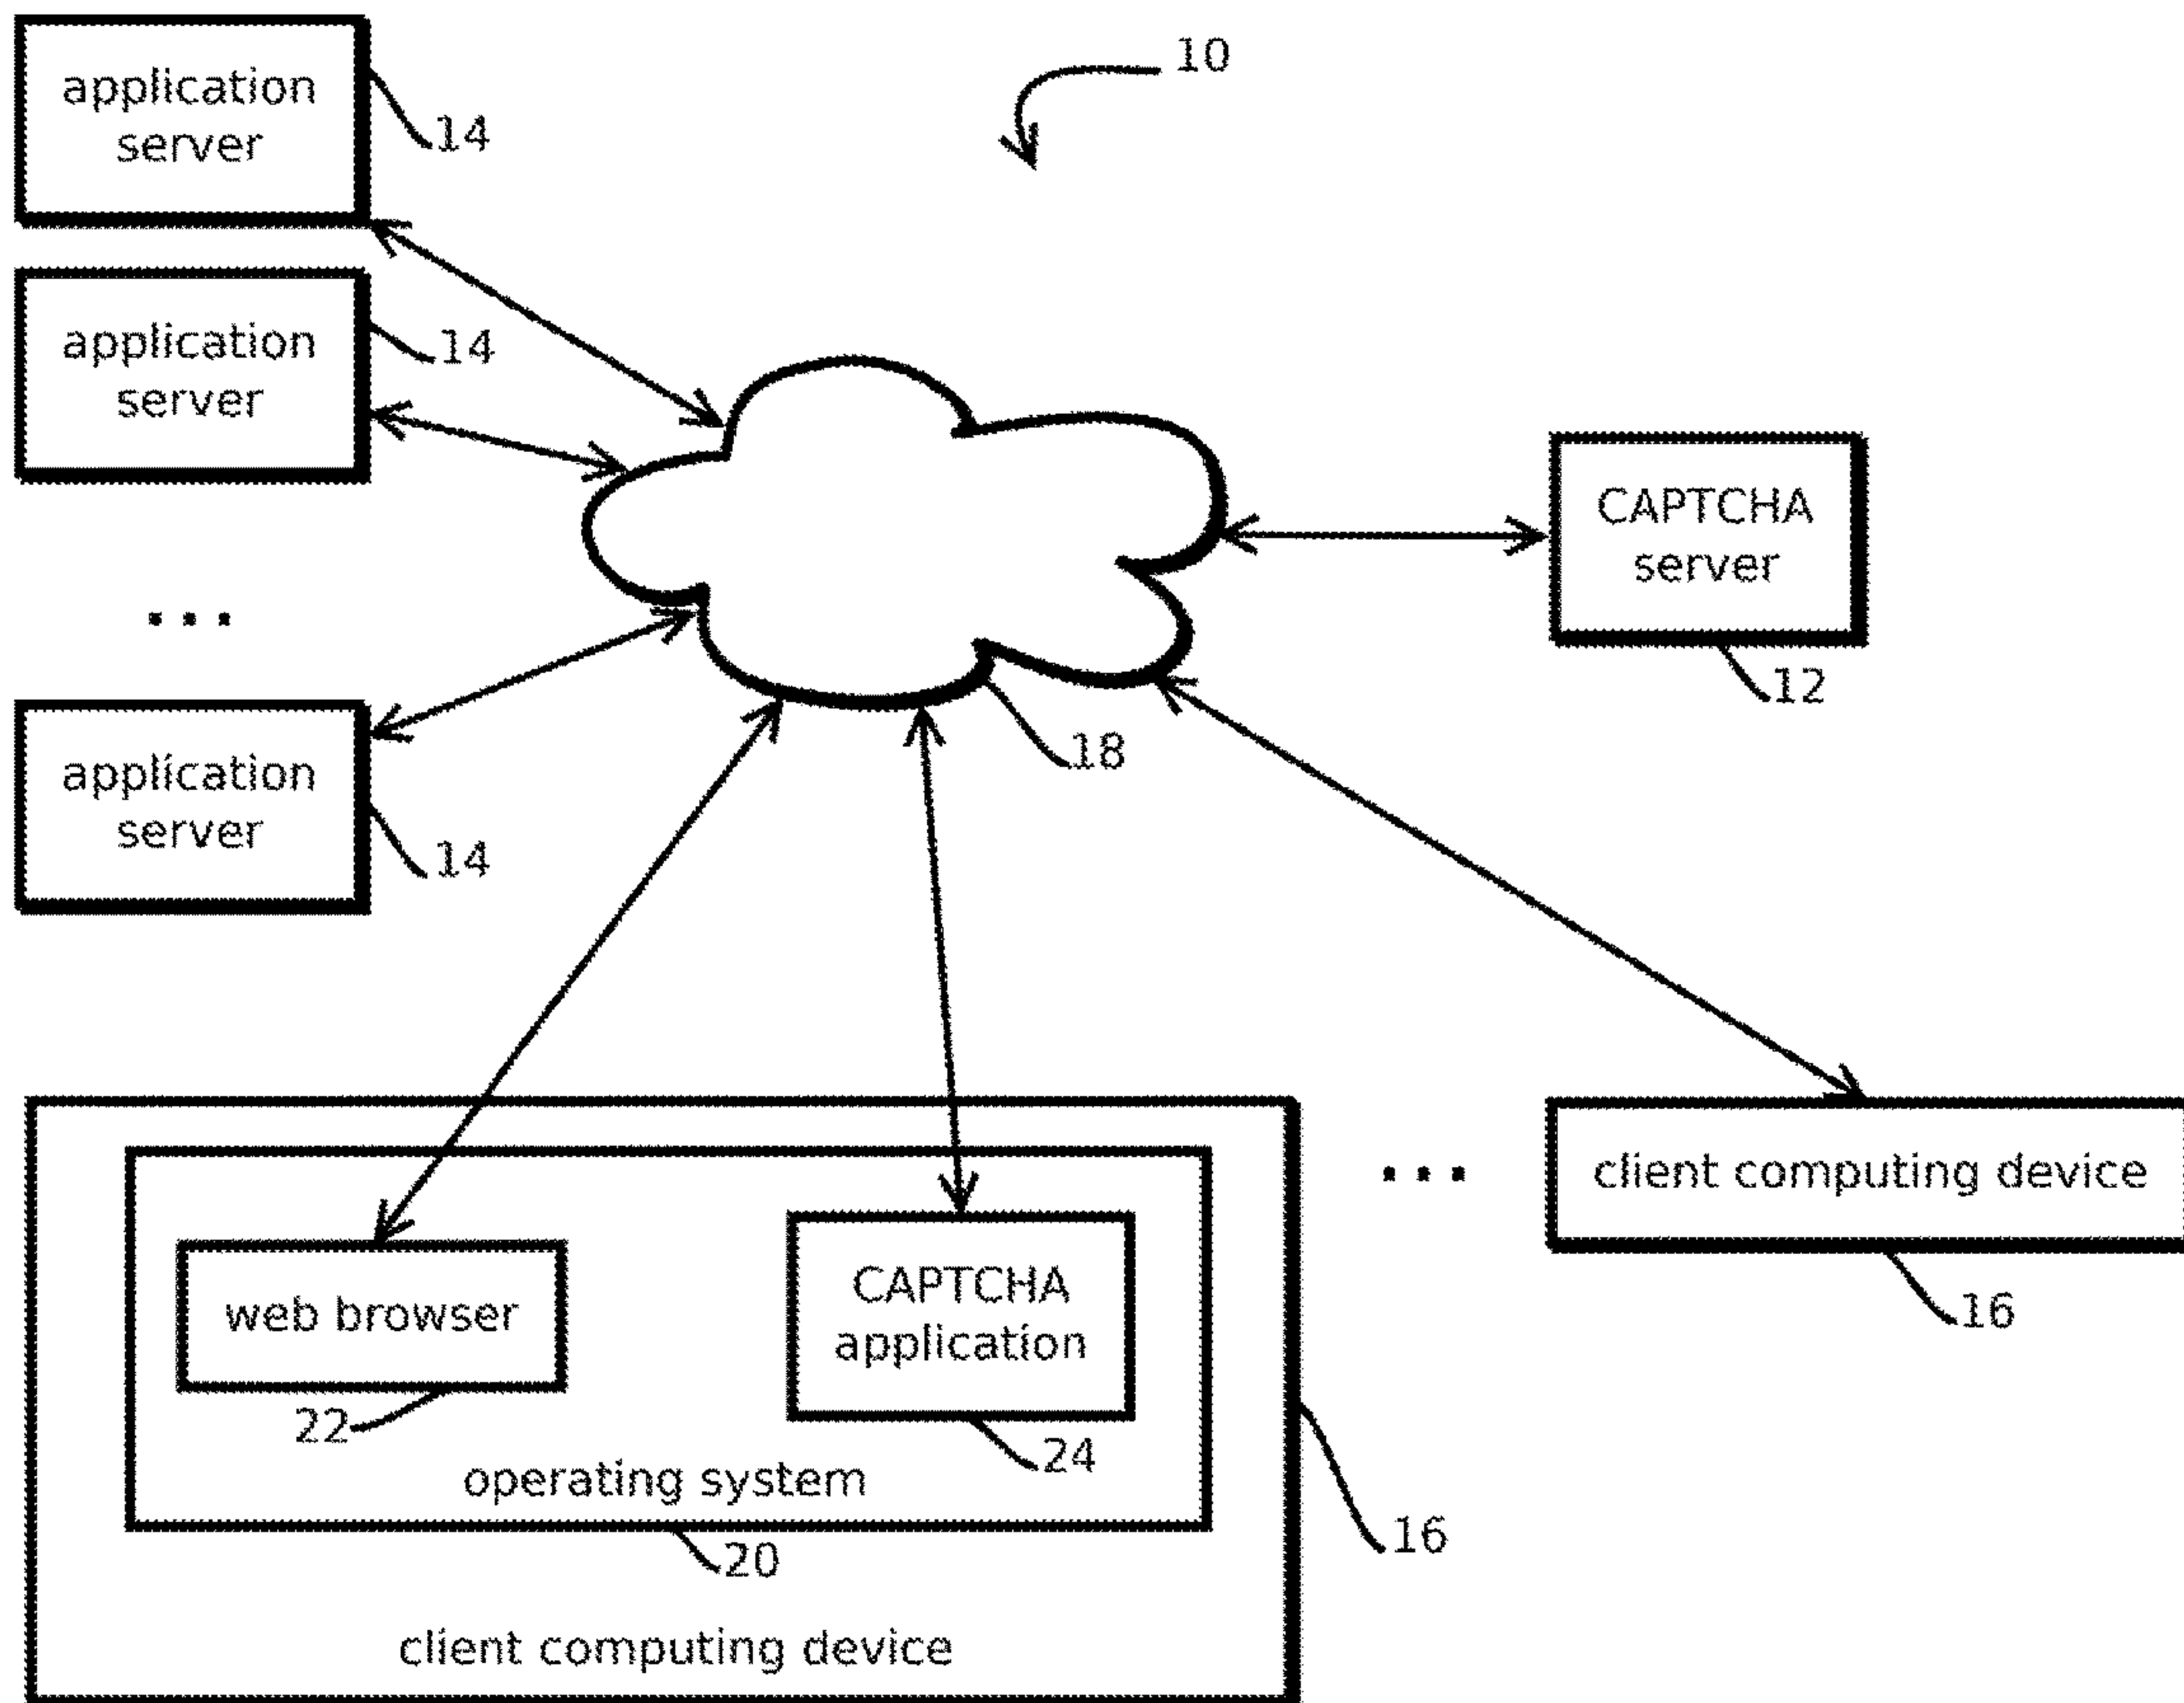 10
application
server
14
application
server
14
CAPTCHA
server
12
...
18
application
server
14
...
client computing device
16
web browser
22
CAPTCHA
application
24
operating system
20
16
client computing device